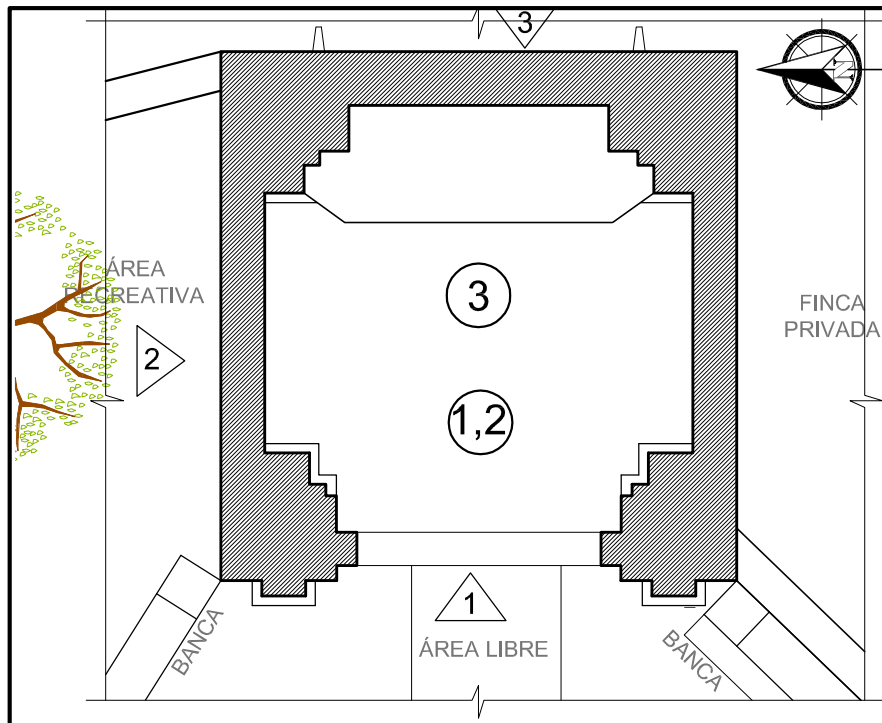 3
N
ÁREA
RECREATIVA
3
FINCA
PRIVADA
2
1,2
1
ÁREA LIBRE
BANCA
BANCA